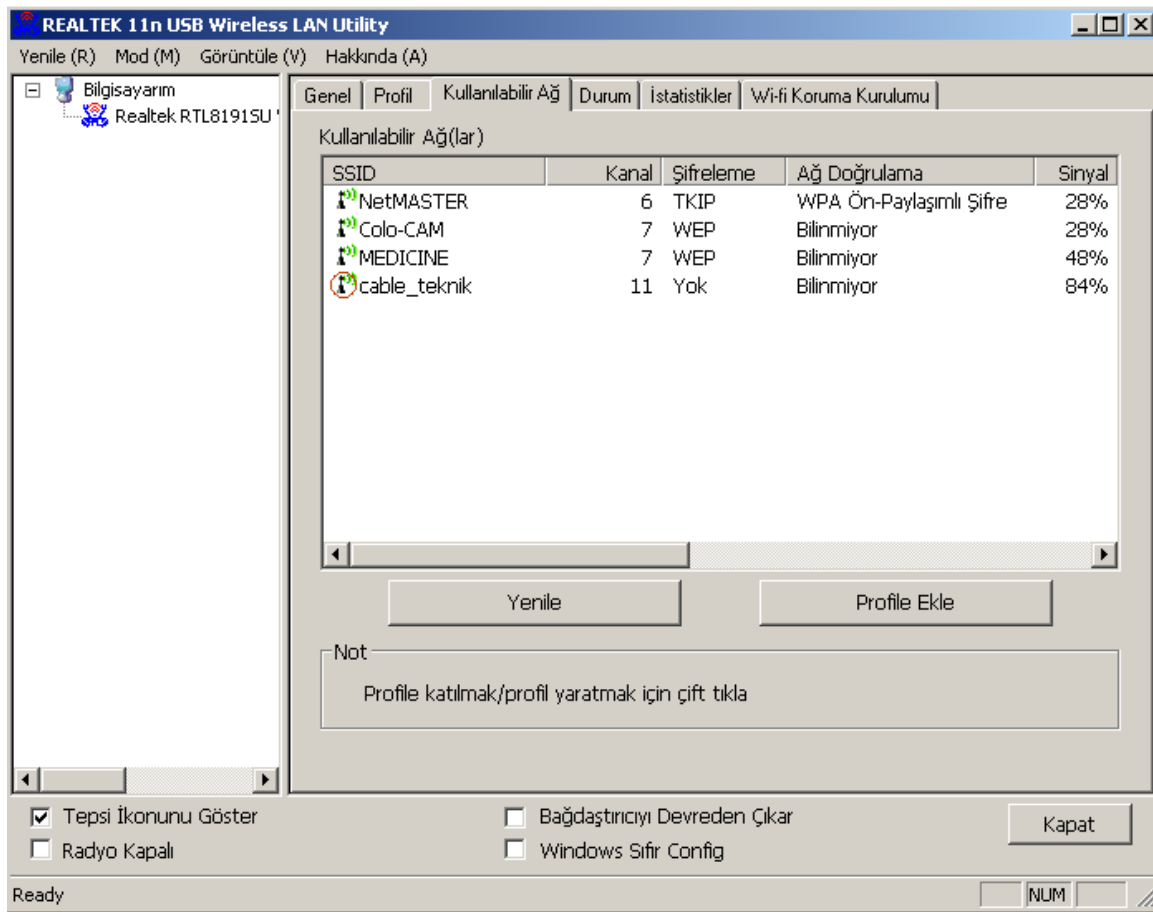 REALTEK 11n USB Wireless LAN Utility
Yenile (R) Mod (M) Görüntüle (V) Hakkında (A)
Bilgisayarım
Realtek RTL8191SU
Genel Profil Kullanılabilir Ağ Durum İstatistikler Wi-fi Koruma Kurulumu
Kullanılabilir Ağ(lar)
SSID Kanal Şifreleme Ağ Doğrulama Sinyal
NetMASTER 6 TKIP WPA Ön-Paylaşımlı Şifre 28%
Colo-CAM 7 WEP Bilinmiyor 28%
MEDICINE 7 WEP Bilinmiyor 48%
cable_teknik 11 Yok Bilinmiyor 84%
Yenile Profile Ekle
Not
Profile katılmak/profil yaratmak için çift tıkla
Tepsi İkonunu Göster Bağdaştırıcıyı Devreden Çıkar Kapat
Radyo Kapalı Windows Sıfır Config
Ready NUM